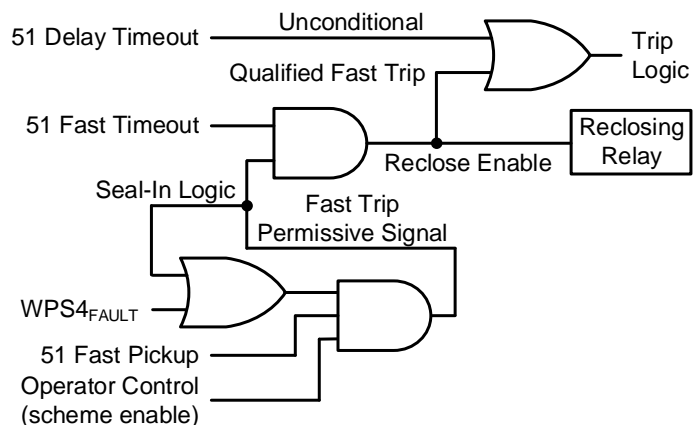 51 Delay Timeout
Unconditional
Qualified Fast Trip
Trip
Logic
51 Fast Timeout
Reclose Enable
Reclosing
Relay
Seal-In Logic
Fast Trip
Permissive Signal
WPS4FAULT
51 Fast Pickup
Operator Control
(scheme enable)